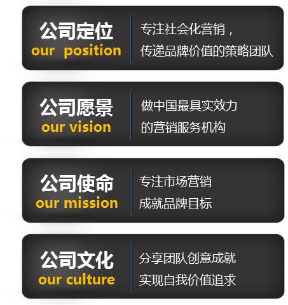 公司定位
our position
专注社会化营销，
传递品牌价值的策略团队
公司愿景
our vision
做中国最具实效力
的营销服务机构
公司使命
our mission
专注市场营销
成就品牌目标
公司文化
our culture
分享团队创意成就
实现自我价值追求